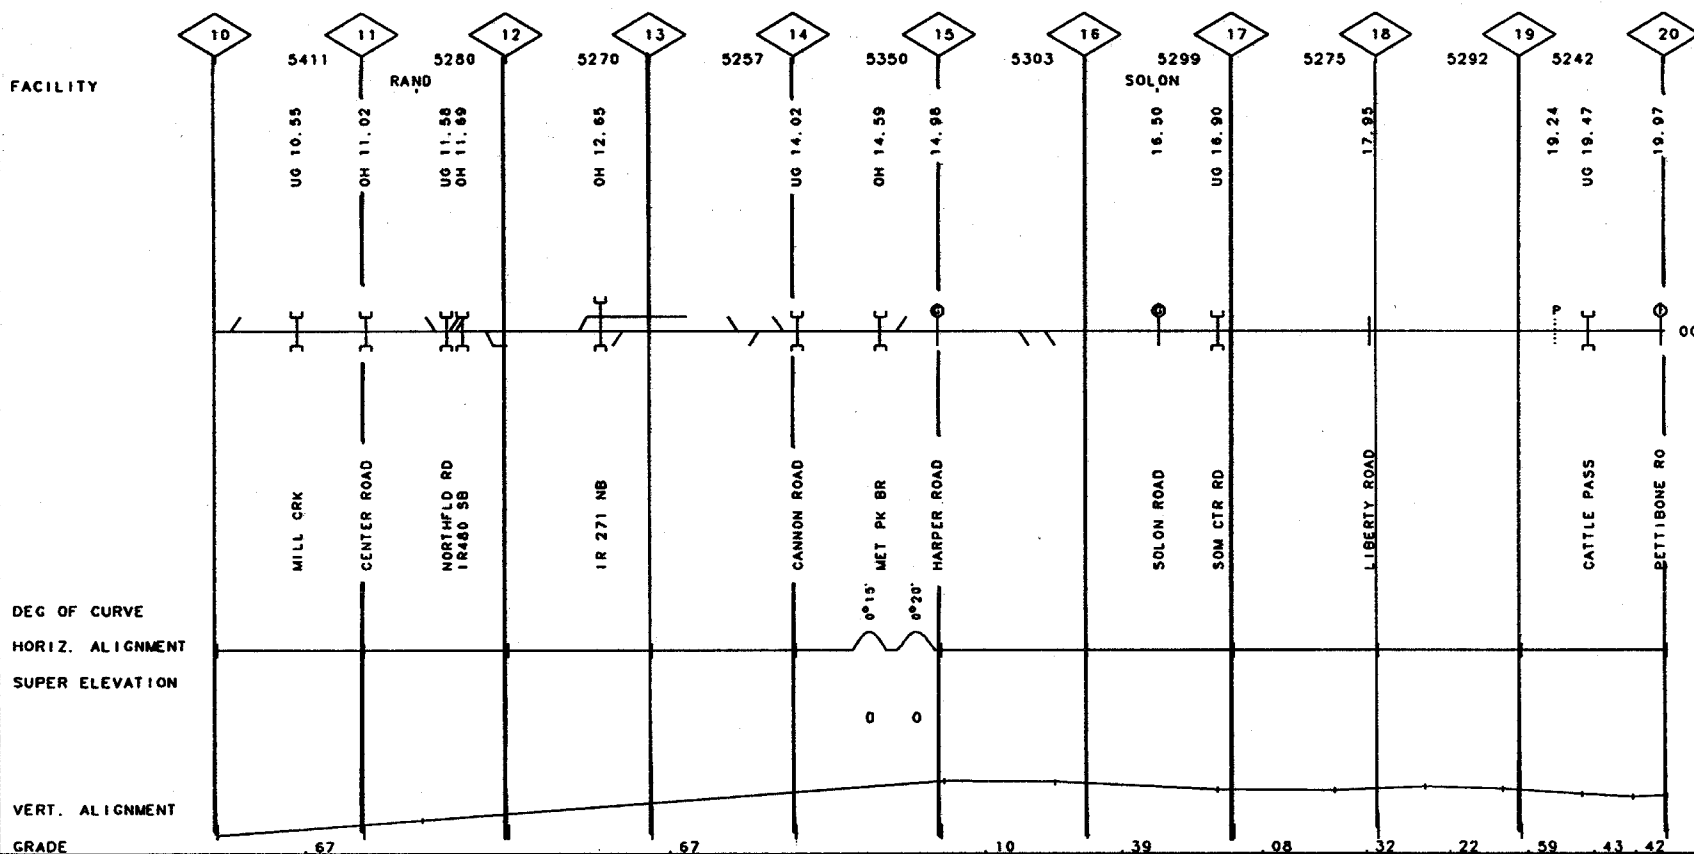 10 11 12 13 14 15 16 17 18 19 20
5411 5280 5270 5257 5350 5303 5299 5275 5292 5242
FACILITY RAND SOLON
UG 10.55
OH 11.02
UG 11.58
OH 11.69
OH 12.65
UG 14.02
OH 14.59
14.98
16.50
UG 16.90
17.95
19.24
UG 19.47
19.97
P
00
MILL CRK
CENTER ROAD
NORTHFLD RD
IR480 SB
IR 271 NB
CANNON ROAD
MET PK BR
HARPER ROAD
SOLON ROAD
SOM CTR RD
LIBERTY ROAD
CATTLE PASS
PETTIBONE RO
DEG OF CURVE 0°15' 0°20'
HORIZ. ALIGNMENT
SUPER ELEVATION
0 0
VERT. ALIGNMENT
GRADE .67 .67 .10 .39 .08 .32 .22 .59 .43 .42